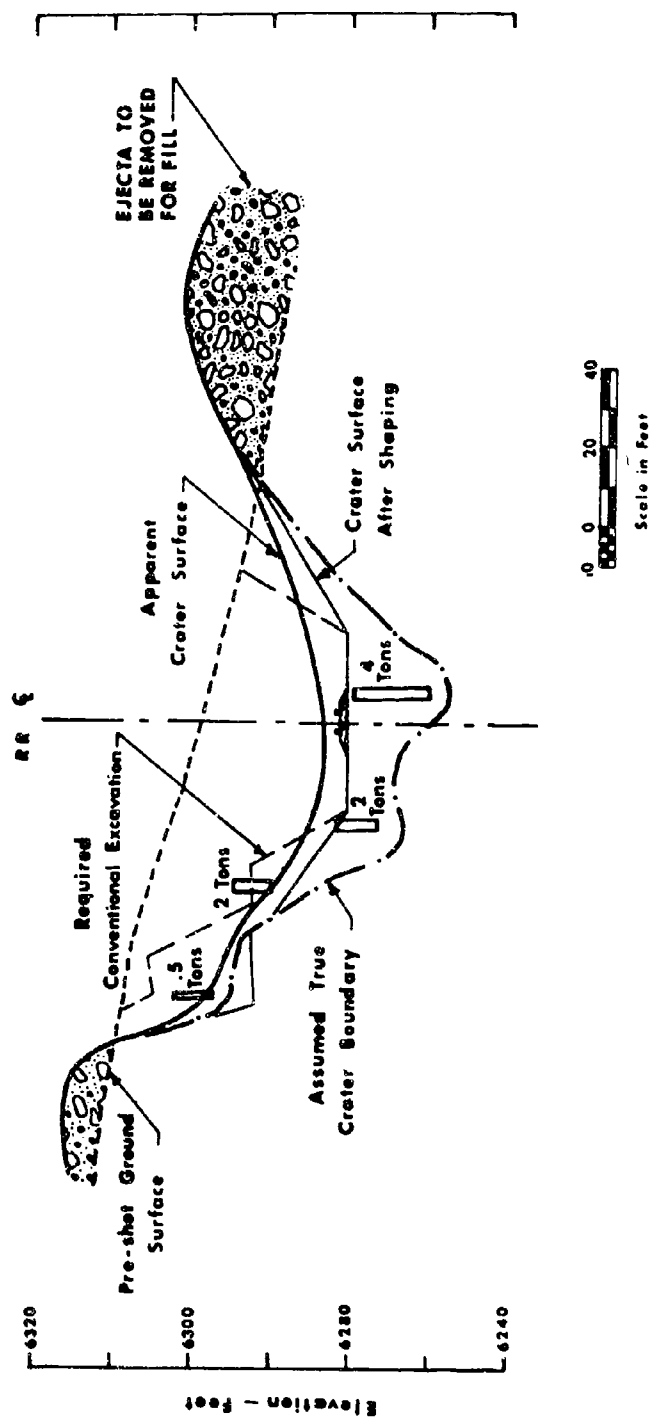 RR ℄
EJECTA TO
BE REMOVED
FOR FILL
Apparent
Crater Surface
Required
Conventional Excavation
2 Tons
.5
Tons
Pre-shot Ground
Surface
Assumed True
Crater Boundary
2
Tons
4
Tons
Crater Surface
After Shaping
6320
6300
6280
6240
Elevation - Feet
10 0 20 40
Scale in Feet